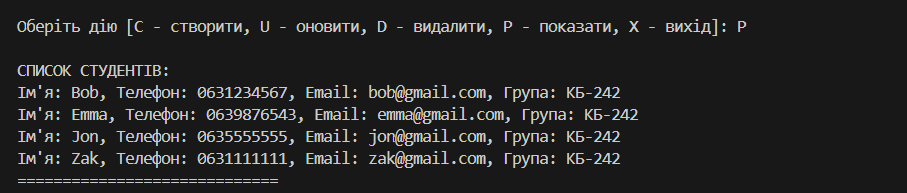 Оберіть дію [C - створити, U - оновити, D - видалити, P - показати, X - вихід]: P
СПИСОК СТУДЕНТІВ:
Ім'я: Bob, Телефон: 0631234567, Email: bob@gmail.com, Група: КБ-242
Ім'я: Emma, Телефон: 0639876543, Email: emma@gmail.com, Група: КБ-242
Ім'я: Jon, Телефон: 0635555555, Email: jon@gmail.com, Група: КБ-242
Ім'я: Zak, Телефон: 0631111111, Email: zak@gmail.com, Група: КБ-242
=============================